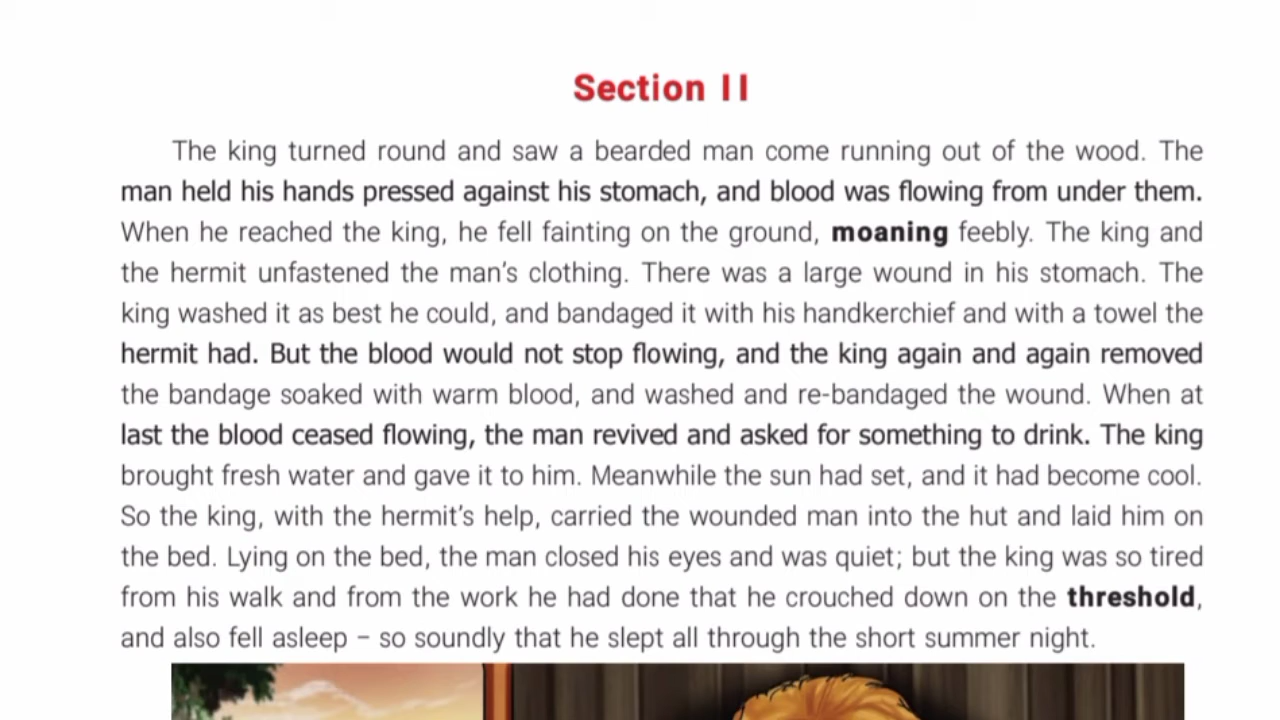 Section II
The king turned round and saw a bearded man come running out of the wood. The
man held his hands pressed against his stomach, and blood was flowing from under them.
When he reached the king, he fell fainting on the ground, moaning feebly. The king and
the hermit unfastened the man's clothing. There was a large wound in his stomach. The
king washed it as best he could, and bandaged it with his handkerchief and with a towel the
hermit had. But the blood would not stop flowing, and the king again and again removed
the bandage soaked with warm blood, and washed and re-bandaged the wound. When at
last the blood ceased flowing, the man revived and asked for something to drink. The king
brought fresh water and gave it to him. Meanwhile the sun had set, and it had become cool.
So the king, with the hermit's help, carried the wounded man into the hut and laid him on
the bed. Lying on the bed, the man closed his eyes and was quiet; but the king was so tired
from his walk and from the work he had done that he crouched down on the threshold,
and also fell asleep – so soundly that he slept all through the short summer night.